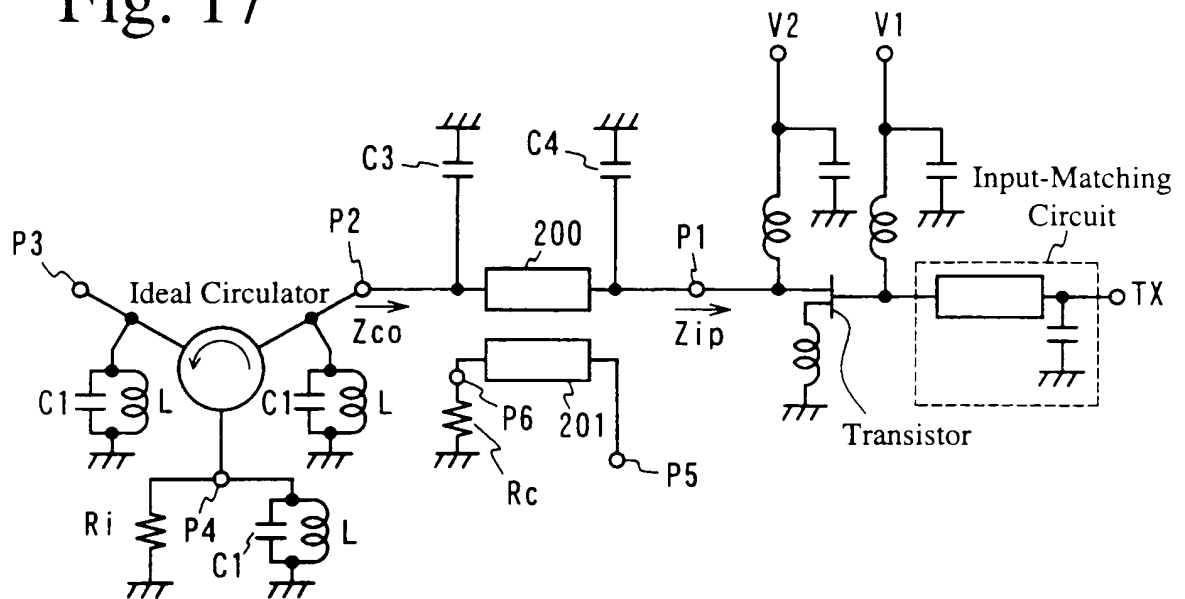 Fig. 17
V2
V1
C3
C4
Input-Matching
Circuit
P3
P2
200
P1
Ideal Circulator
TX
Zco
Zip
C1
L
C1
L
P6
201
Transistor
Rc
P5
Ri
P4
C1
L